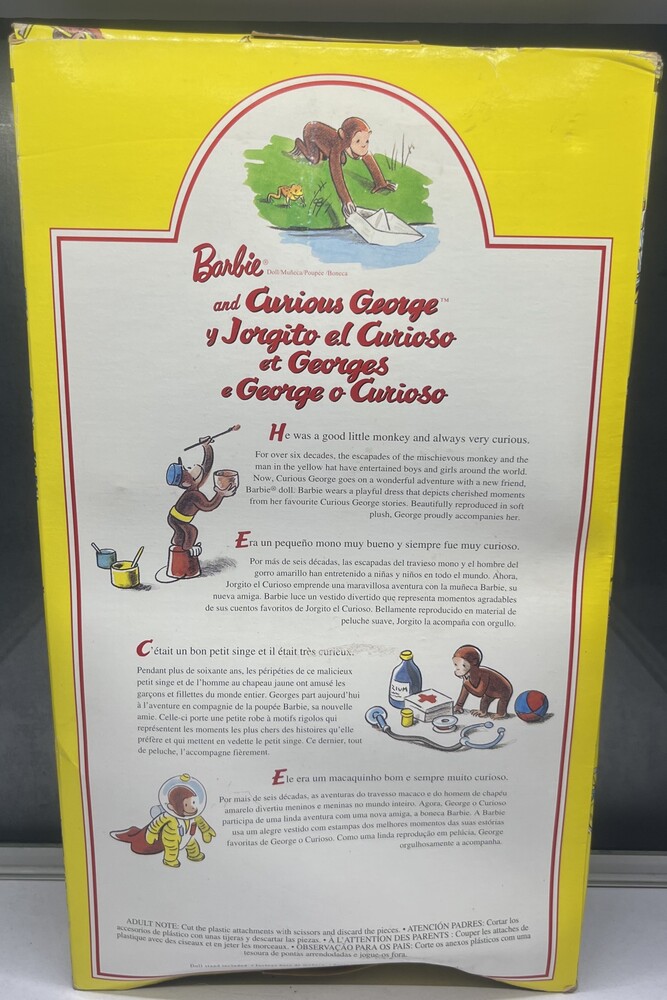 Barbie® Doll/Muñeca/Poupée/Boneca
and Curious George™
y Jorgito el Curioso
et Georges
e George o Curioso
He was a good little monkey and always very curious.
For over six decades, the escapades of the mischievous monkey and the
man in the yellow hat have entertained boys and girls around the world.
Now, Curious George goes on a wonderful adventure with a new friend,
Barbie® doll. Barbie wears a playful dress that depicts cherished moments
from her favourite Curious George stories. Beautifully reproduced in soft
plush, George proudly accompanies her.
Era un pequeño mono muy bueno y siempre fue muy curioso.
Por más de seis décadas, las escapadas del travieso mono y el hombre del
gorro amarillo han entretenido a niñas y niños en todo el mundo. Ahora,
Jorgito el Curioso emprende una maravillosa aventura con la muñeca Barbie, su
nueva amiga. Barbie luce un vestido divertido que representa momentos agradables
de sus cuentos favoritos de Jorgito el Curioso. Bellamente reproducido en material de
peluche suave, Jorgito la acompaña con orgullo.
C'était un bon petit singe et il était très curieux.
Pendant plus de soixante ans, les péripéties de ce malicieux
petit singe et de l'homme au chapeau jaune ont amusé les
garçons et fillettes du monde entier. Georges part aujourd'hui
à l'aventure en compagnie de la poupée Barbie, sa nouvelle
amie. Celle-ci porte une petite robe à motifs rigolos qui
représentent les moments les plus chers des histoires qu'elle
préfère et qui mettent en vedette le petit singe. Ce dernier, tout
de peluche, l'accompagne fièrement.
Ele era um macaquinho bom e sempre muito curioso.
Por mais de seis décadas, as aventuras do travesso macaco e do homem de chapéu
amarelo divertiu meninos e meninas no mundo inteiro. Agora, George o Curioso
participa de uma linda aventura com uma nova amiga, a boneca Barbie. A Barbie
usa um alegre vestido com estampas dos melhores momentos das suas estórias
favoritas de George o Curioso. Como uma linda reprodução em pelúcia, George
orgulhosamente a acompanha.
ADULT NOTE: Cut the plastic attachments with scissors and discard the pieces. • ATENCIÓN PADRES: Cortar los
accesorios de plástico con unas tijeras y descartar las piezas. • À L'ATTENTION DES PARENTS : Couper les attaches de
plastique avec des ciseaux et en jeter les morceaux. • OBSERVAÇÃO PARA OS PAIS: Corte os anexos plásticos com uma
tesoura de pontas arredondadas e jogue os fora.
Doll stand included.